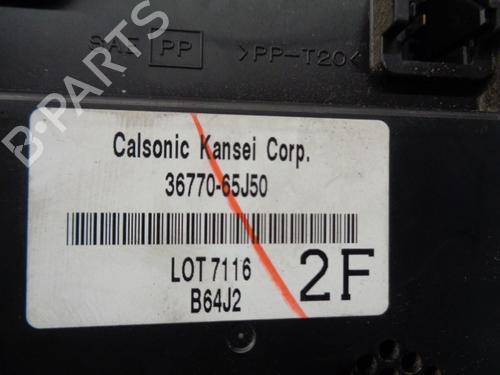 SAE PP >PP-T20<
B-PARTS
Calsonic Kansei Corp.
36770-65J50
LOT 7116
B64J2
2F